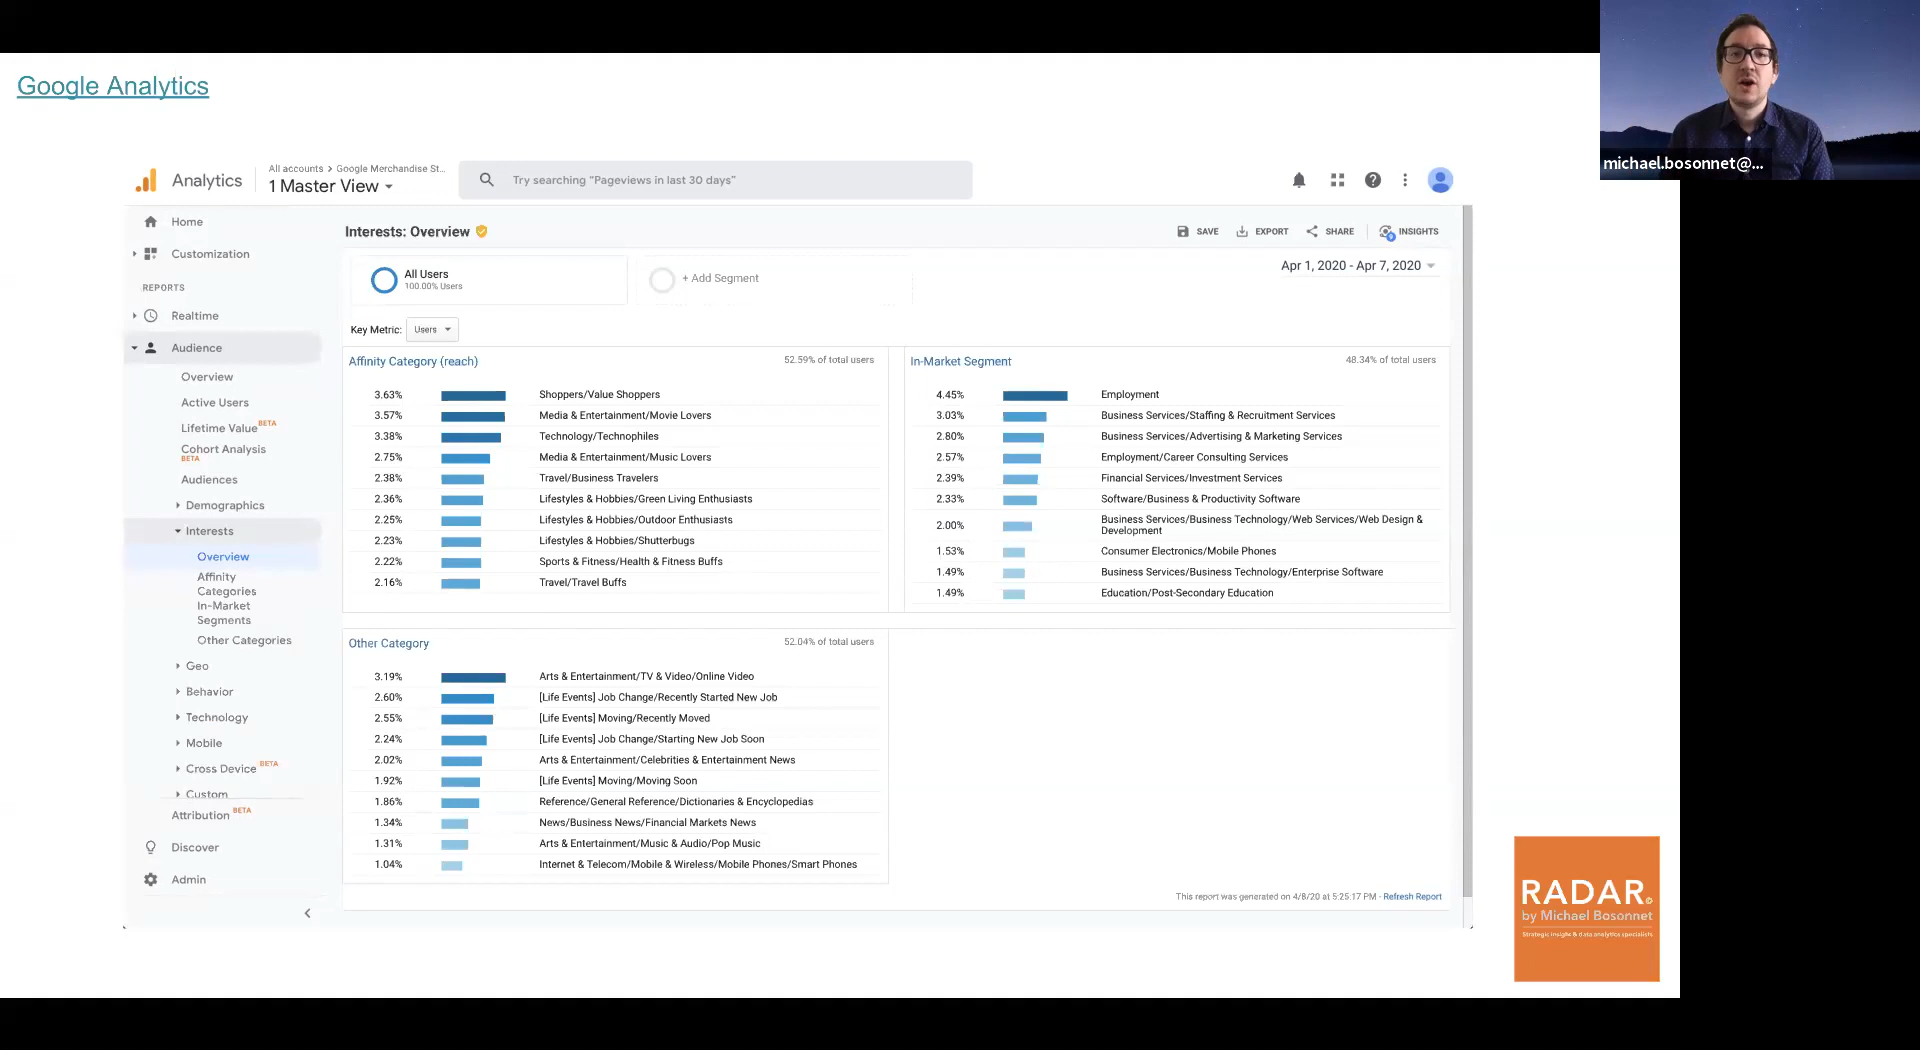 Google Analytics
michael.bosonnet@...
Analytics
All accounts > Google Merchandise St...
1 Master View
Try searching "Pageviews in last 30 days"
Home
Customization
REPORTS
Realtime
Audience
Overview
Active Users
Lifetime Value BETA
Cohort Analysis
BETA
Audiences
Demographics
Interests
Overview
Affinity
Categories
In-Market
Segments
Other Categories
Geo
Behavior
Technology
Mobile
Cross Device BETA
Custom
Attribution BETA
Discover
Admin
Interests: Overview
SAVE
EXPORT
SHARE
INSIGHTS
All Users
100.00% Users
+ Add Segment
Apr 1, 2020 - Apr 7, 2020
Key Metric: Users
Affinity Category (reach) 52.59% of total users
3.63% Shoppers/Value Shoppers
3.57% Media & Entertainment/Movie Lovers
3.38% Technology/Technophiles
2.75% Media & Entertainment/Music Lovers
2.38% Travel/Business Travelers
2.36% Lifestyles & Hobbies/Green Living Enthusiasts
2.25% Lifestyles & Hobbies/Outdoor Enthusiasts
2.23% Lifestyles & Hobbies/Shutterbugs
2.22% Sports & Fitness/Health & Fitness Buffs
2.16% Travel/Travel Buffs
In-Market Segment 48.34% of total users
4.45% Employment
3.03% Business Services/Staffing & Recruitment Services
2.80% Business Services/Advertising & Marketing Services
2.57% Employment/Career Consulting Services
2.39% Financial Services/Investment Services
2.33% Software/Business & Productivity Software
2.00% Business Services/Business Technology/Web Services/Web Design &
Development
1.53% Consumer Electronics/Mobile Phones
1.49% Business Services/Business Technology/Enterprise Software
1.49% Education/Post-Secondary Education
Other Category 52.04% of total users
3.19% Arts & Entertainment/TV & Video/Online Video
2.60% [Life Events] Job Change/Recently Started New Job
2.55% [Life Events] Moving/Recently Moved
2.24% [Life Events] Job Change/Starting New Job Soon
2.02% Arts & Entertainment/Celebrities & Entertainment News
1.92% [Life Events] Moving/Moving Soon
1.86% Reference/General Reference/Dictionaries & Encyclopedias
1.34% News/Business News/Financial Markets News
1.31% Arts & Entertainment/Music & Audio/Pop Music
1.04% Internet & Telecom/Mobile & Wireless/Mobile Phones/Smart Phones
This report was generated on 4/8/20 at 5:25:17 PM - Refresh Report
RADAR.
by Michael Bosonnet
Strategic insight & data analytics specialists